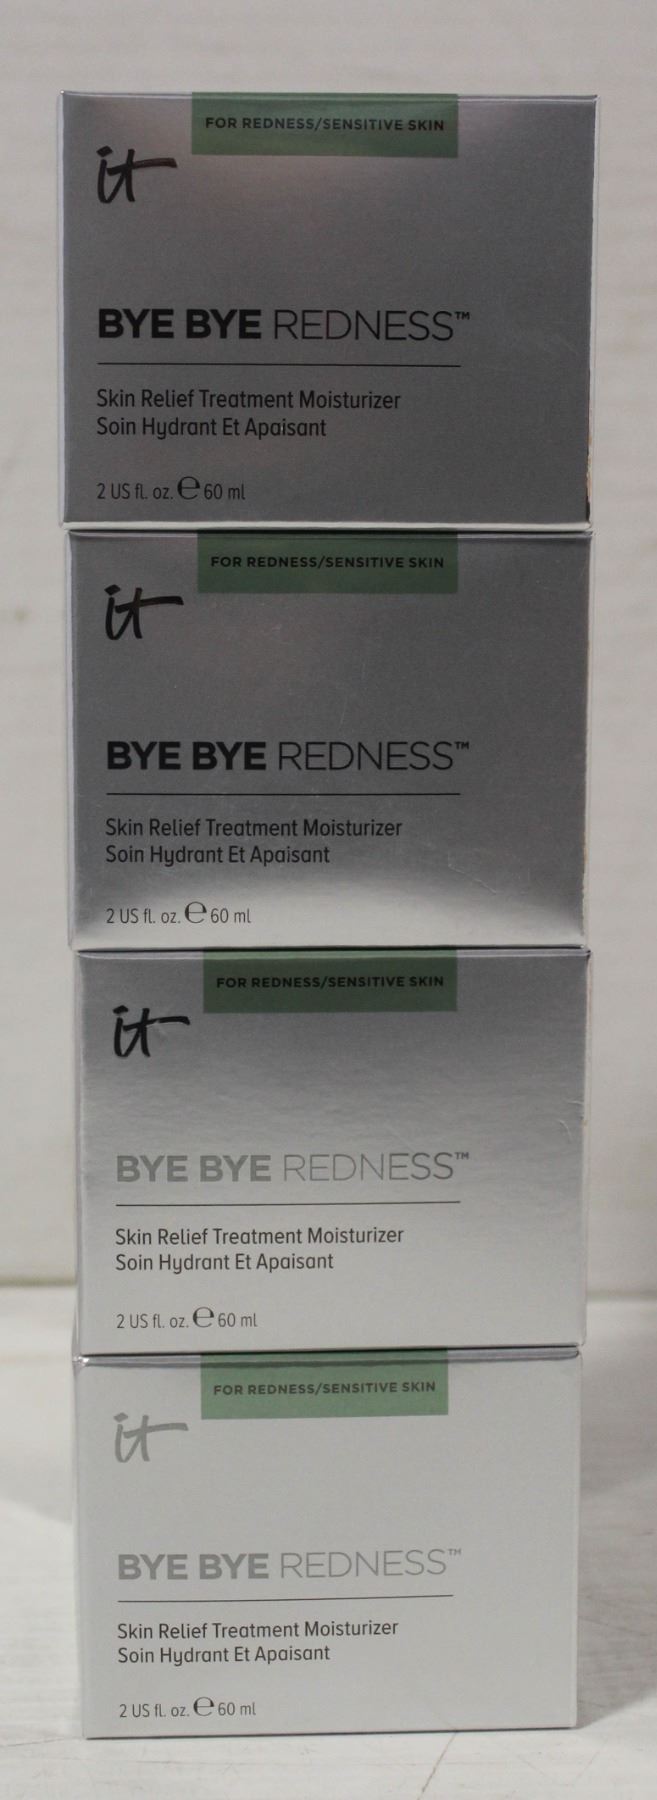 FOR REDNESS/SENSITIVE SKIN
it
BYE BYE REDNESS™
Skin Relief Treatment Moisturizer
Soin Hydrant Et Apaisant
2 US fl. oz. ℮ 60 ml
FOR REDNESS/SENSITIVE SKIN
it
BYE BYE REDNESS™
Skin Relief Treatment Moisturizer
Soin Hydrant Et Apaisant
2 US fl. oz. ℮ 60 ml
FOR REDNESS/SENSITIVE SKIN
it
BYE BYE REDNESS™
Skin Relief Treatment Moisturizer
Soin Hydrant Et Apaisant
2 US fl. oz. ℮ 60 ml
FOR REDNESS/SENSITIVE SKIN
it
BYE BYE REDNESS™
Skin Relief Treatment Moisturizer
Soin Hydrant Et Apaisant
2 US fl. oz. ℮ 60 ml